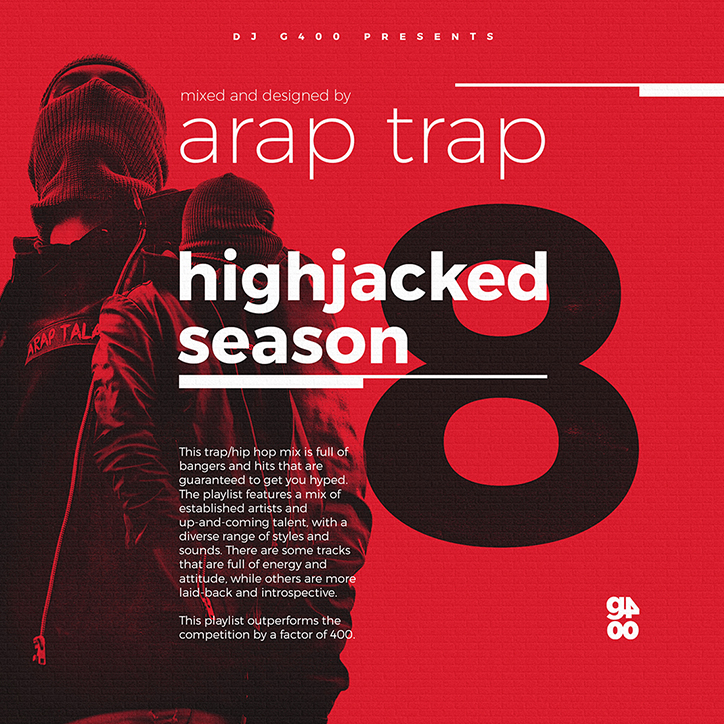 DJ G400 PRESENTS
mixed and designed by
arap trap
8
highjacked
season
ARAP TAL
This trap/hip hop mix is full of
bangers and hits that are
guaranteed to get you hyped.
The playlist features a mix of
established artists and
up-and-coming talent, with a
diverse range of styles and
sounds. There are some tracks
that are full of energy and
attitude, while others are more
laid-back and introspective.
This playlist outperforms the
competition by a factor of 400.
g4
00